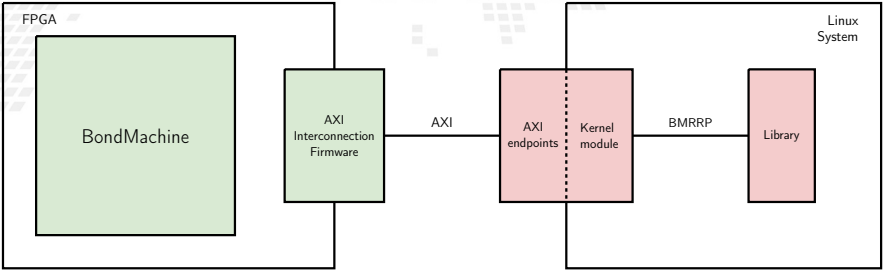 FPGA
Linux
System
BondMachine
AXI
Interconnection
Firmware
AXI
AXI
endpoints
Kernel
module
BMRRP
Library